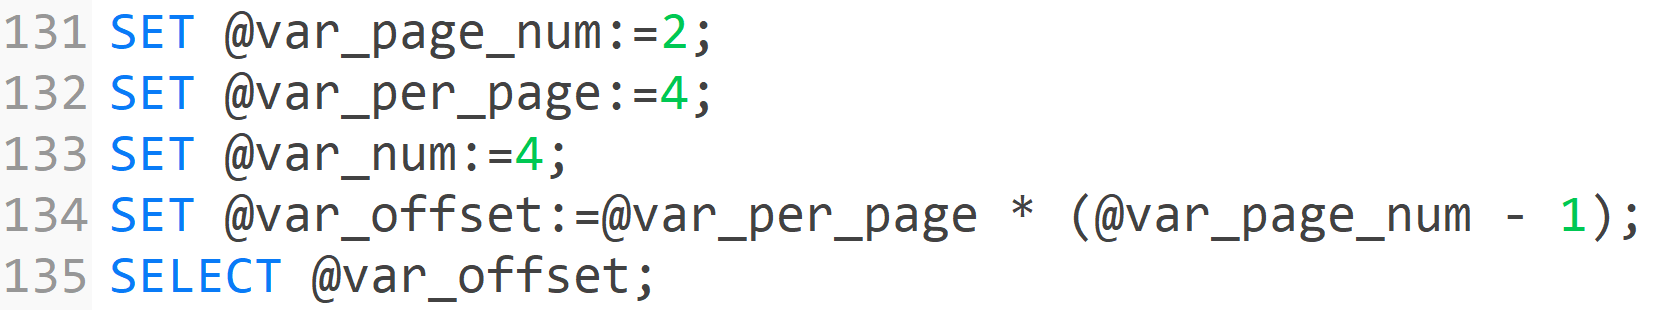 131 SET @var_page_num:=2;
132 SET @var_per_page:=4;
133 SET @var_num:=4;
134 SET @var_offset:=@var_per_page * (@var_page_num - 1);
135 SELECT @var_offset;